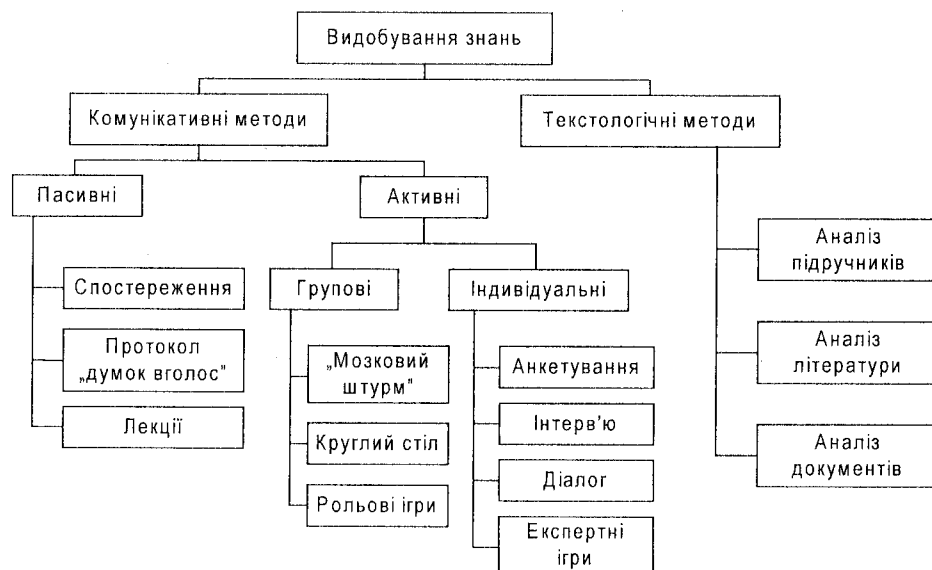 Видобування знань
Комунікативні методи
Текстологічні методи
Пасивні
Активні
Спостереження
Протокол
„думок вголос"
Лекції
Групові
Індивідуальні
„Мозковий
штурм"
Круглий стіл
Рольові ігри
Анкетування
Інтерв'ю
Діалог
Експертні
ігри
Аналіз
підручників
Аналіз
літератури
Аналіз
документів